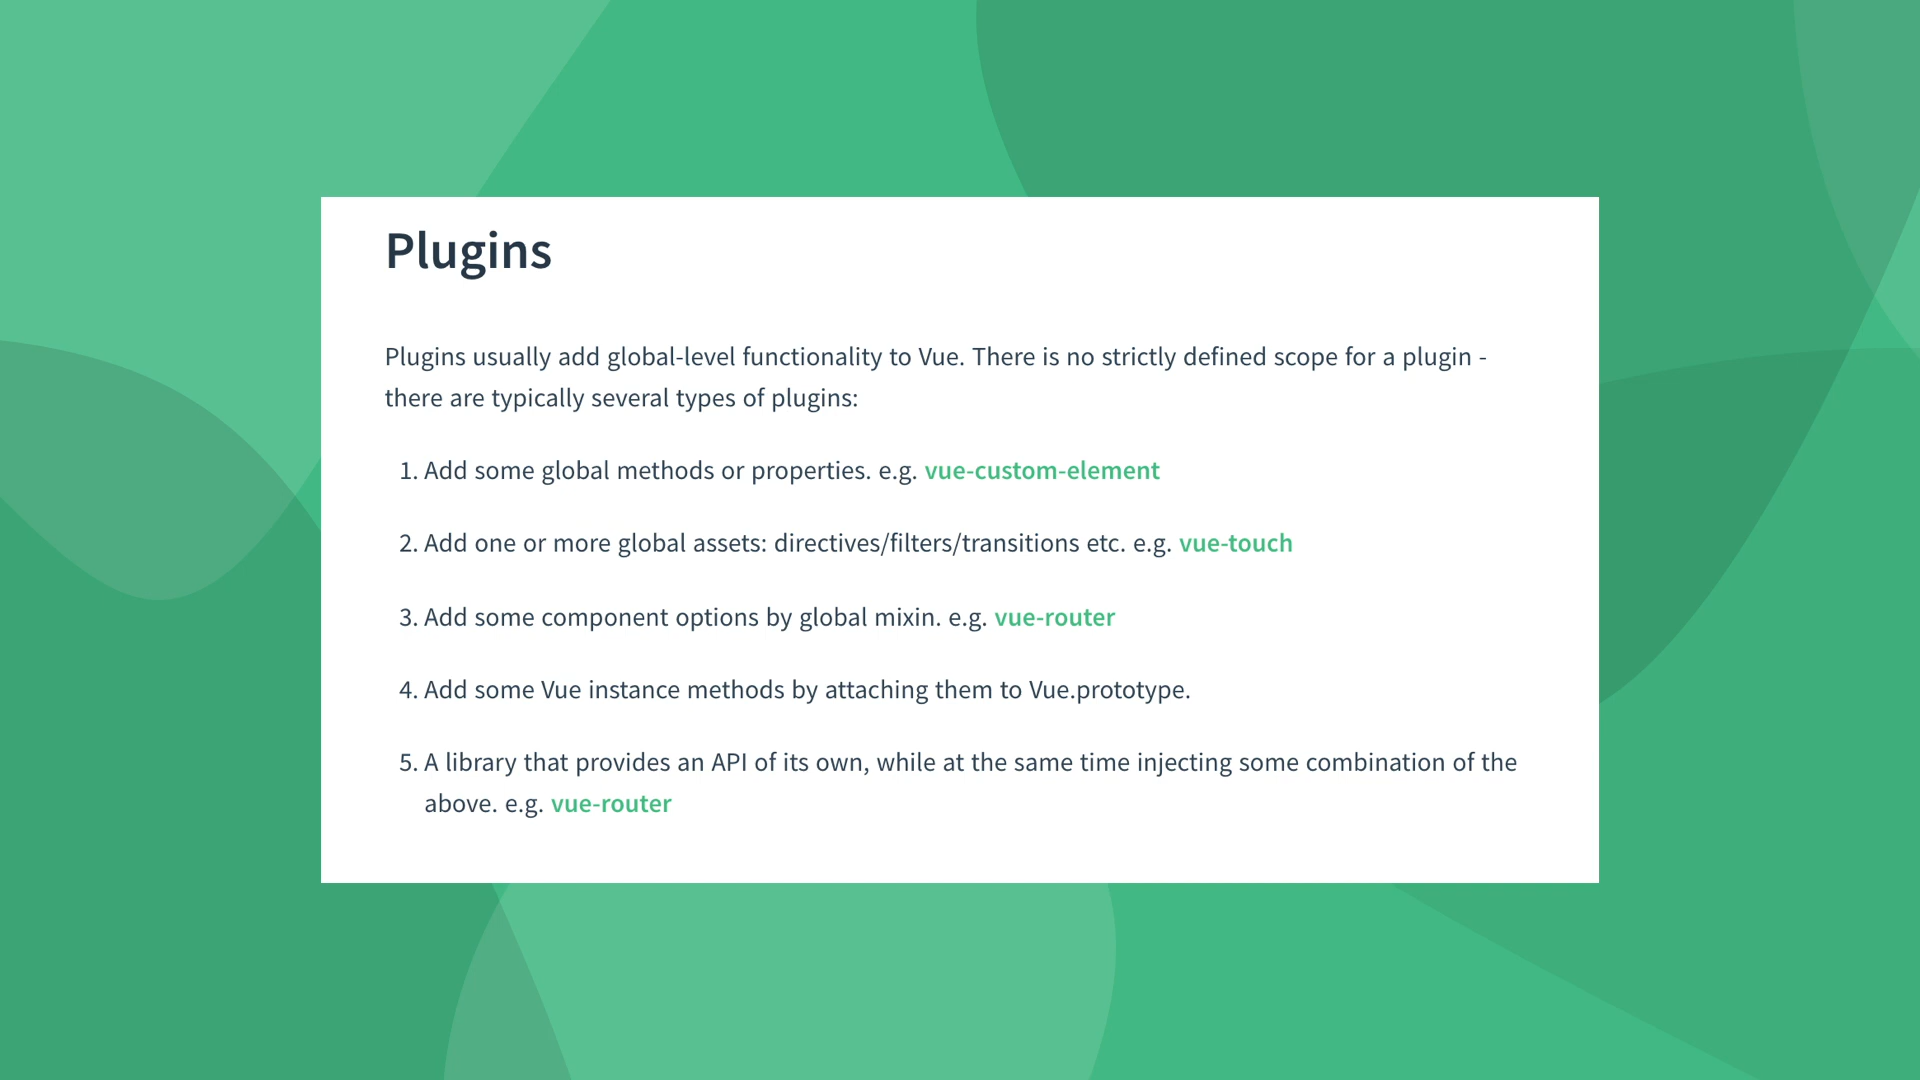 Plugins
Plugins usually add global-level functionality to Vue. There is no strictly defined scope for a plugin -
there are typically several types of plugins:
1. Add some global methods or properties. e.g. vue-custom-element
2. Add one or more global assets: directives/filters/transitions etc. e.g. vue-touch
3. Add some component options by global mixin. e.g. vue-router
4. Add some Vue instance methods by attaching them to Vue.prototype.
5. A library that provides an API of its own, while at the same time injecting some combination of the
above. e.g. vue-router